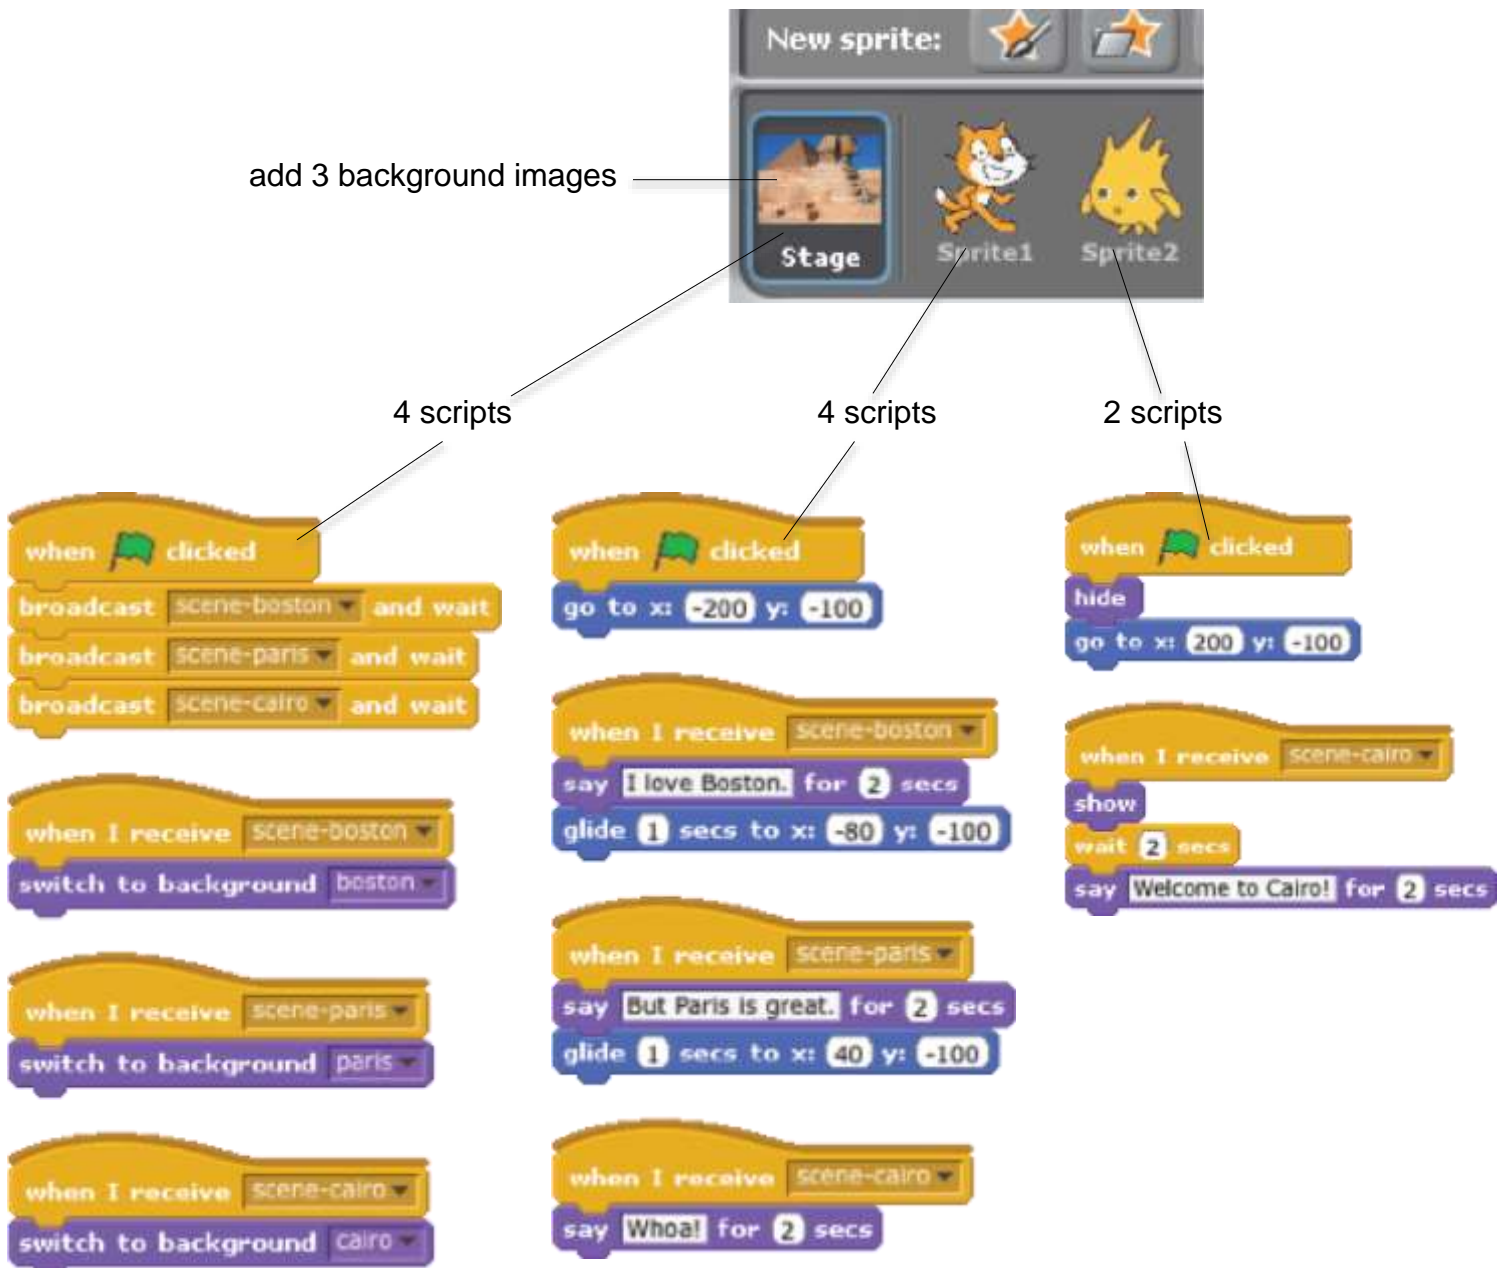 New sprite:
add 3 background images
Stage
Sprite1
Sprite2
4 scripts
4 scripts
2 scripts
when clicked
broadcast scene-boston and wait
broadcast scene-paris and wait
broadcast scene-cairo and wait
when I receive scene-boston
switch to background boston
when I receive scene-paris
switch to background paris
when I receive scene-cairo
switch to background cairo
when clicked
go to x: -200 y: -100
when I receive scene-boston
say I love Boston. for 2 secs
glide 1 secs to x: -80 y: -100
when I receive scene-paris
say But Paris is great. for 2 secs
glide 1 secs to x: 40 y: -100
when I receive scene-cairo
say Whoa! for 2 secs
when clicked
hide
go to x: 200 y: -100
when I receive scene-cairo
show
wait 2 secs
say Welcome to Cairo! for 2 secs